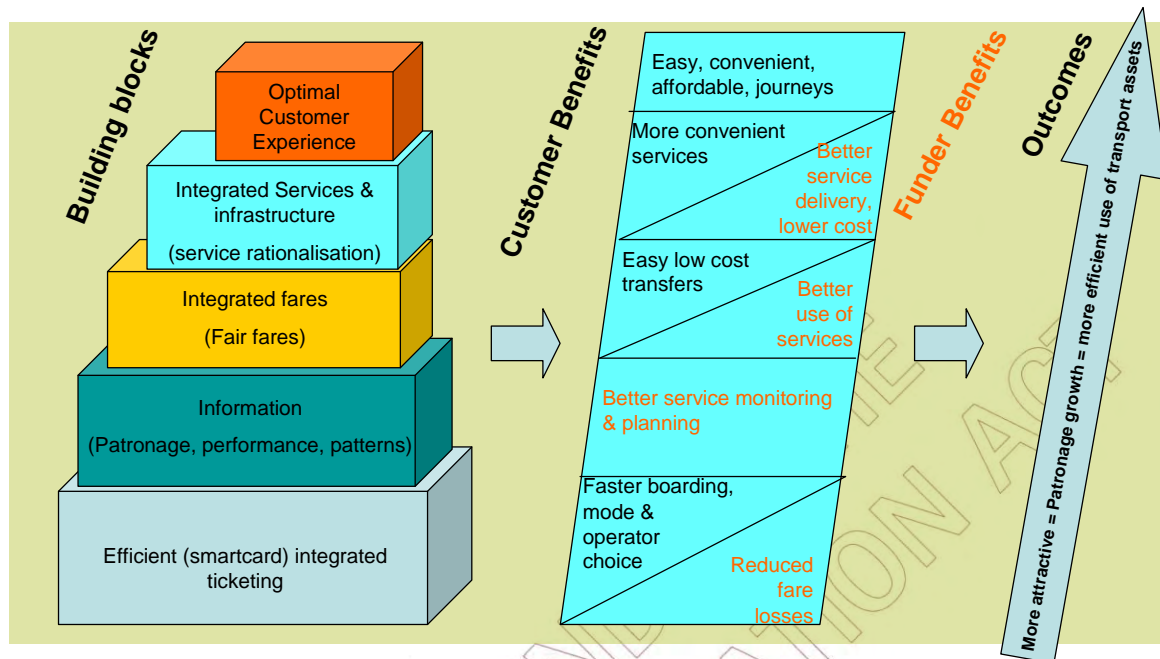 Building blocks
Optimal
Customer
Experience
Integrated Services &
infrastructure
(service rationalisation)
Integrated fares
(Fair fares)
Information
(Patronage, performance, patterns)
Efficient (smartcard) integrated
ticketing
Customer Benefits
Easy, convenient,
affordable, journeys
More convenient
services
Better
service
delivery,
lower cost
Easy low cost
transfers
Better
use of
services
Better service monitoring
& planning
Faster boarding,
mode &
operator
choice
Reduced
fare
losses
Funder Benefits
Outcomes
More attractive = Patronage growth = more efficient use of transport assets